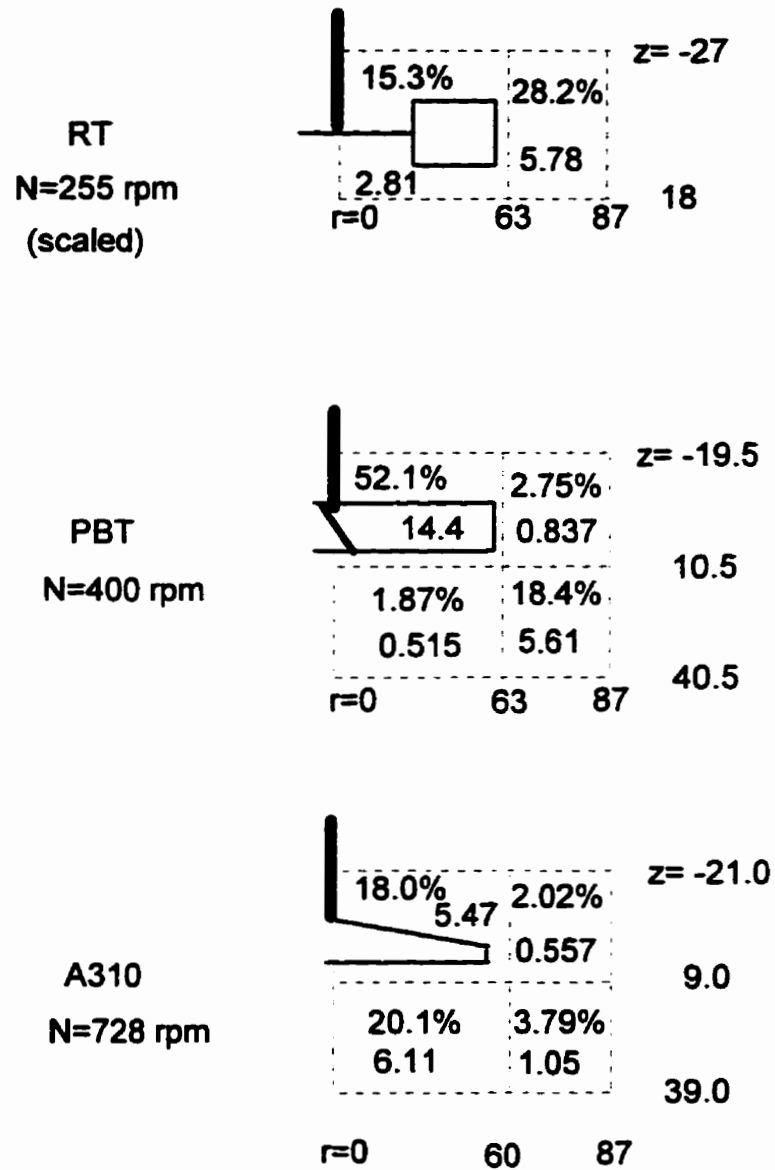 z= -27
15.3%
28.2%
RT
5.78
2.81
N=255 rpm
18
r=0
63
87
(scaled)
z= -19.5
52.1%
2.75%
PBT
14.4
0.837
10.5
N=400 rpm
1.87%
18.4%
0.515
5.61
40.5
r=0
63
87
z= -21.0
18.0%
2.02%
5.47
0.557
A310
9.0
N=728 rpm
20.1%
3.79%
6.11
1.05
39.0
r=0
60
87